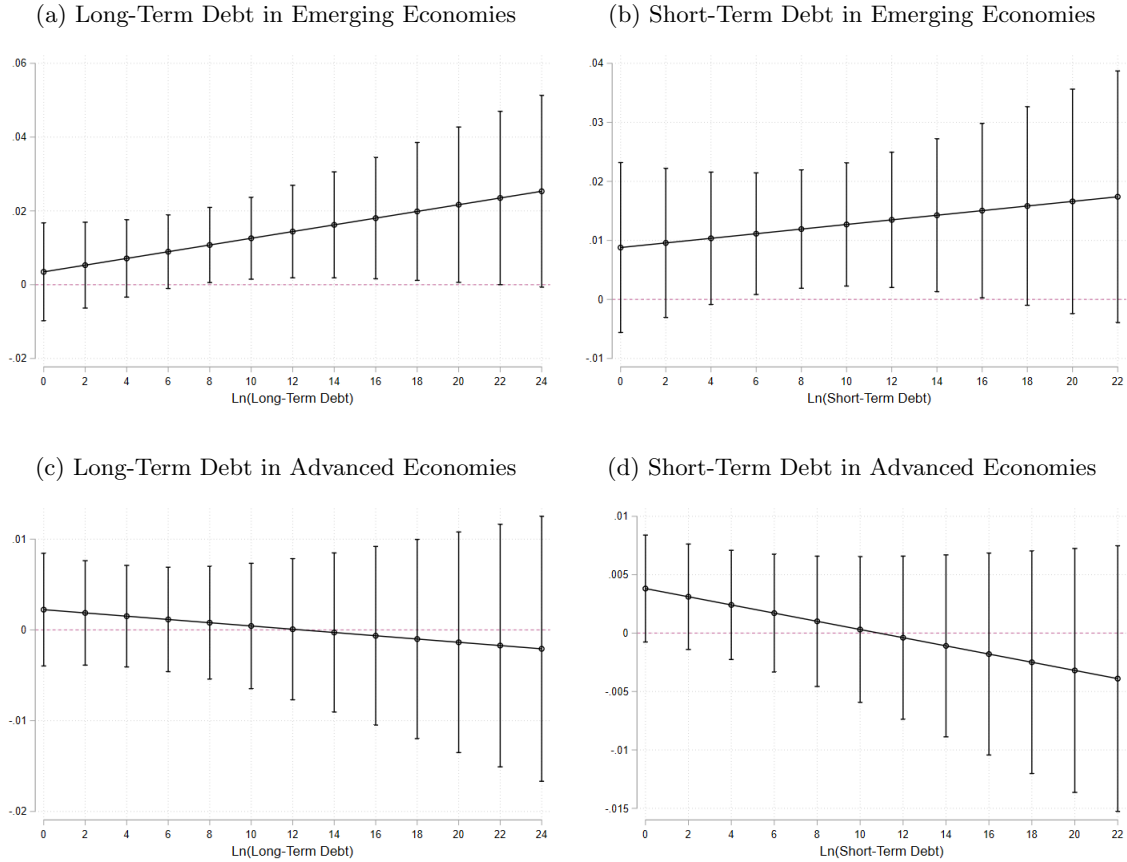 (a) Long-Term Debt in Emerging Economies
.06
.04
.02
0
-.02
0 2 4 6 8 10 12 14 16 18 20 22 24
Ln(Long-Term Debt)
(b) Short-Term Debt in Emerging Economies
.04
.03
.02
.01
0
-.01
0 2 4 6 8 10 12 14 16 18 20 22
Ln(Short-Term Debt)
(c) Long-Term Debt in Advanced Economies
.01
0
-.01
-.02
0 2 4 6 8 10 12 14 16 18 20 22 24
Ln(Long-Term Debt)
(d) Short-Term Debt in Advanced Economies
.01
.005
0
-.005
-.01
-.015
0 2 4 6 8 10 12 14 16 18 20 22
Ln(Short-Term Debt)